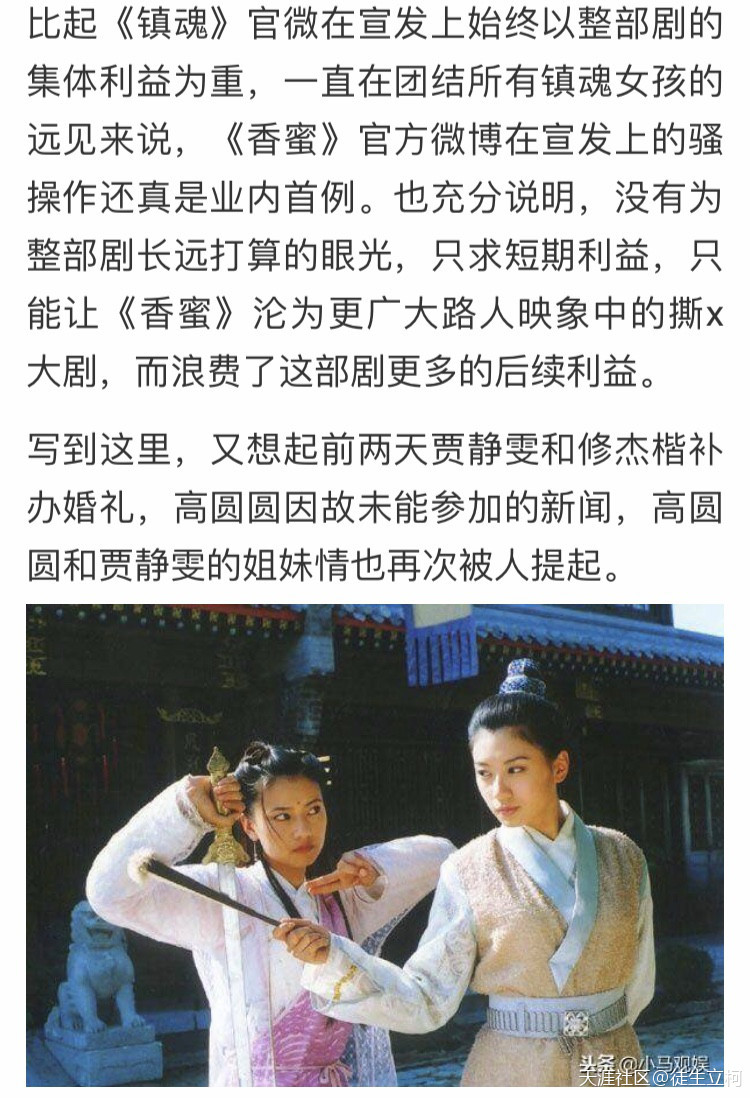 比起《镇魂》官微在宣发上始终以整部剧的
集体利益为重，一直在团结所有镇魂女孩的
远见来说，《香蜜》官方微博在宣发上的骚
操作还真是业内首例。也充分说明，没有为
整部剧长远打算的眼光，只求短期利益，只
能让《香蜜》沦为更广大路人映象中的撕x
大剧，而浪费了这部剧更多的后续利益。
写到这里，又想起前两天贾静雯和修杰楷补
办婚礼，高圆圆因故未能参加的新闻，高圆
圆和贾静雯的姐妹情也再次被人提起。
头条 @小马观娱
天涯社区@徒生立柯